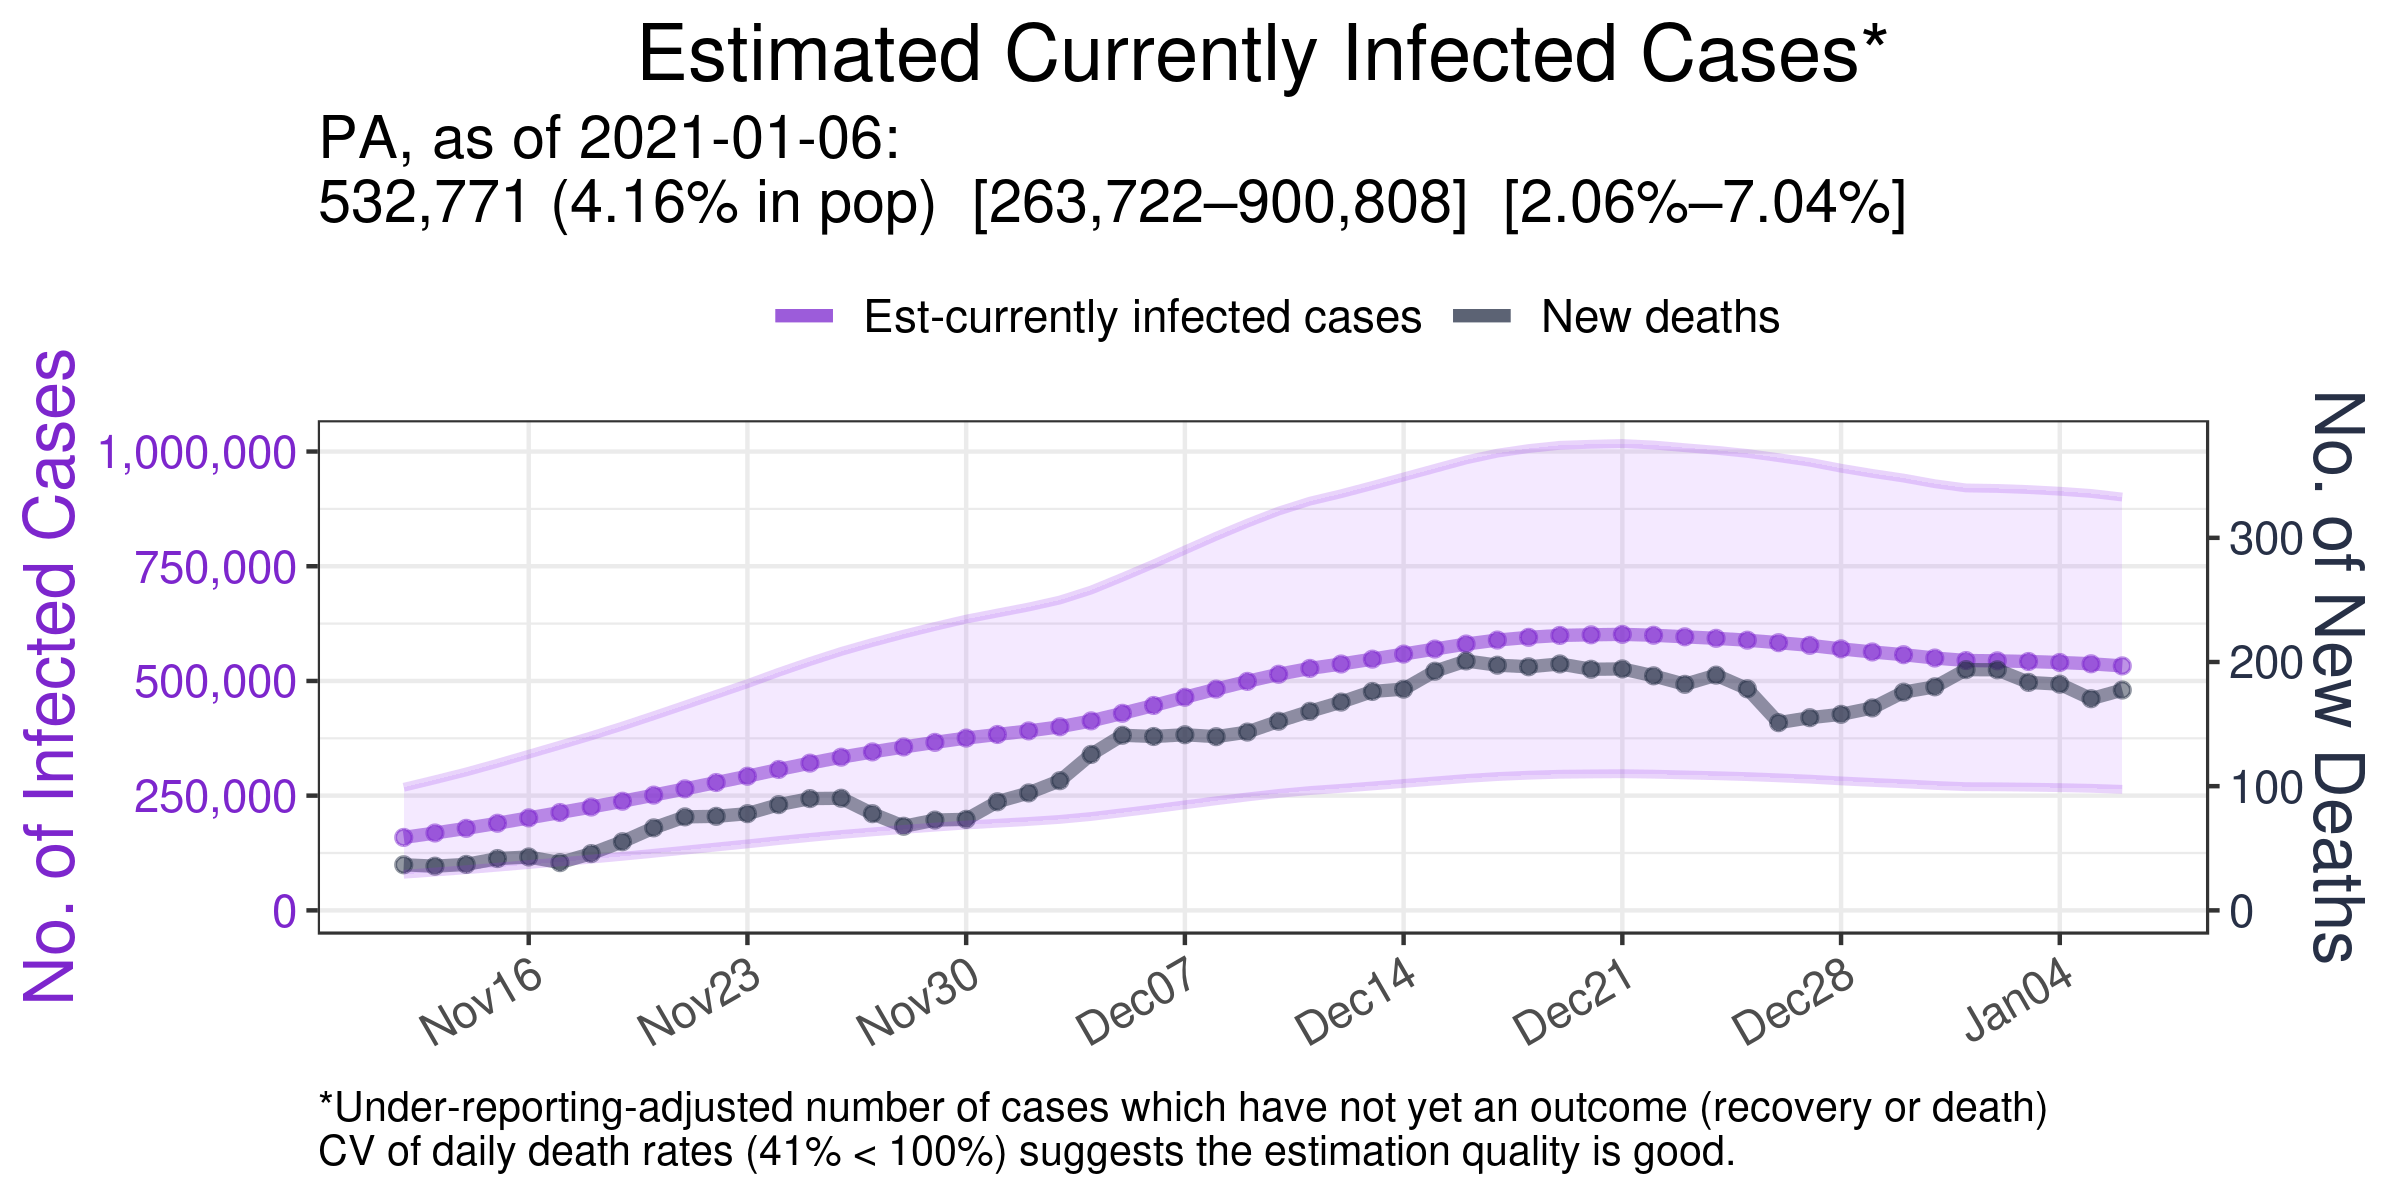 Estimated Currently Infected Cases*
PA, as of 2021-01-06:
532,771 (4.16% in pop)  [263,722–900,808]  [2.06%–7.04%]
Est-currently infected cases
New deaths
No. of Infected Cases
1,000,000
750,000
500,000
250,000
0
No. of New Deaths
300
200
100
0
Nov16
Nov23
Nov30
Dec07
Dec14
Dec21
Dec28
Jan04
*Under-reporting-adjusted number of cases which have not yet an outcome (recovery or death)
CV of daily death rates (41% < 100%) suggests the estimation quality is good.